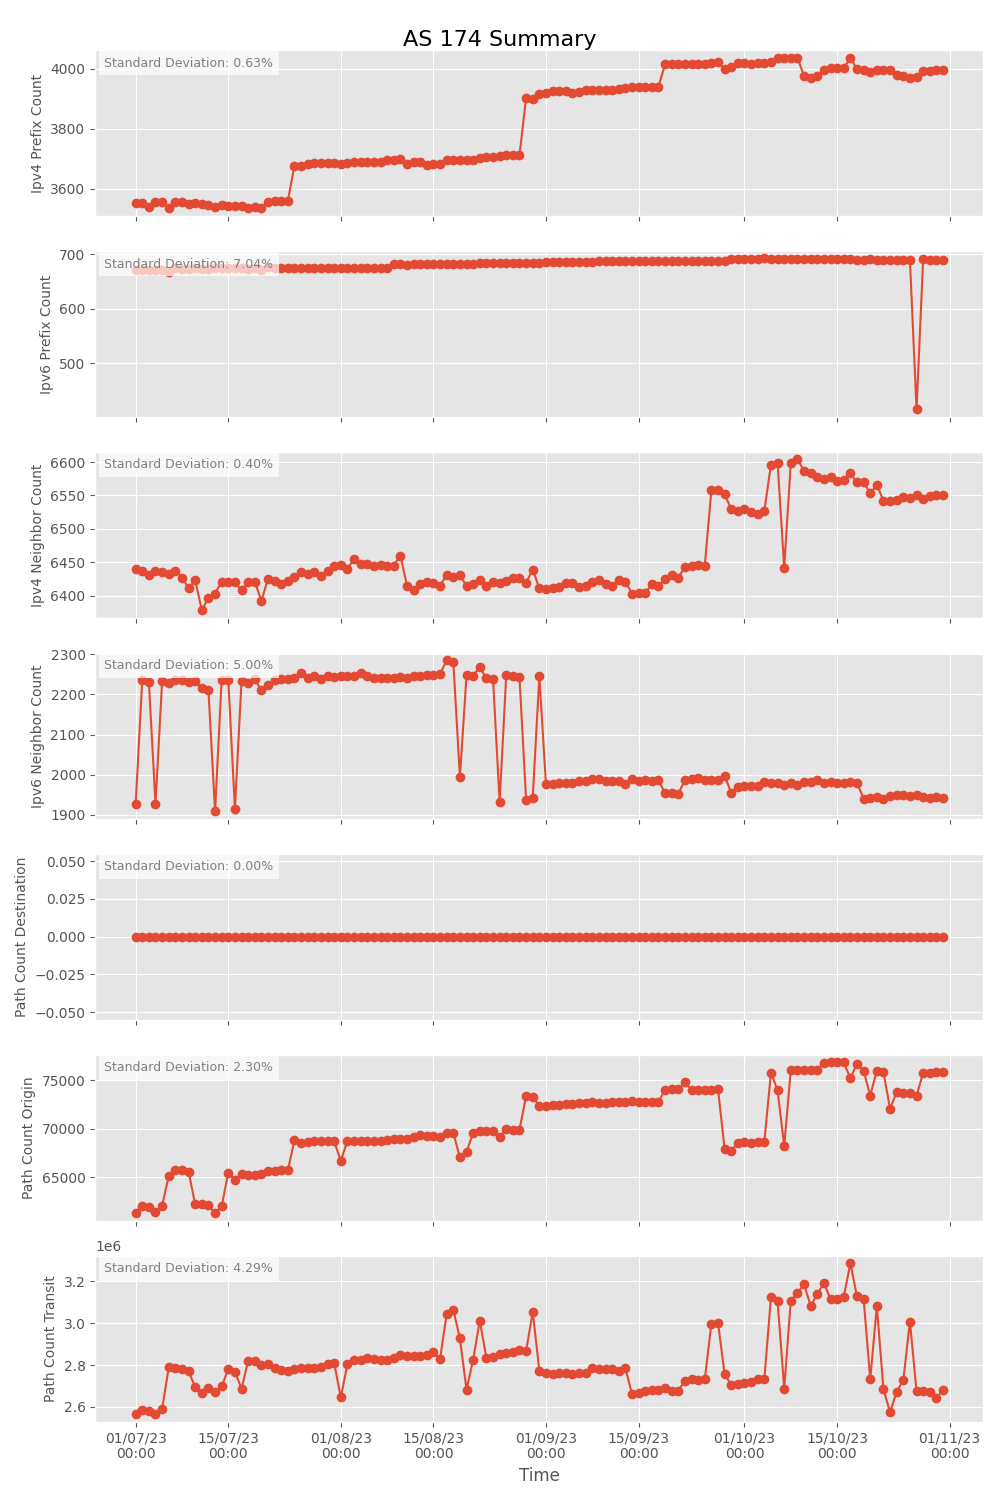 AS 174 Summary
Standard Deviation: 0.63%
4000
3800
3600
Ipv4 Prefix Count
Standard Deviation: 7.04%
700
600
500
Ipv6 Prefix Count
Standard Deviation: 0.40%
6600
6550
6500
6450
6400
Ipv4 Neighbor Count
Standard Deviation: 5.00%
2300
2200
2100
2000
1900
Ipv6 Neighbor Count
Standard Deviation: 0.00%
0.050
0.025
0.000
−0.025
−0.050
Path Count Destination
Standard Deviation: 2.30%
75000
70000
65000
Path Count Origin
1e6
Standard Deviation: 4.29%
3.2
3.0
2.8
2.6
Path Count Transit
01/07/23 15/07/23 01/08/23 15/08/23 01/09/23 15/09/23 01/10/23 15/10/23 01/11/23
00:00 00:00 00:00 00:00 00:00 00:00 00:00 00:00 00:00
Time